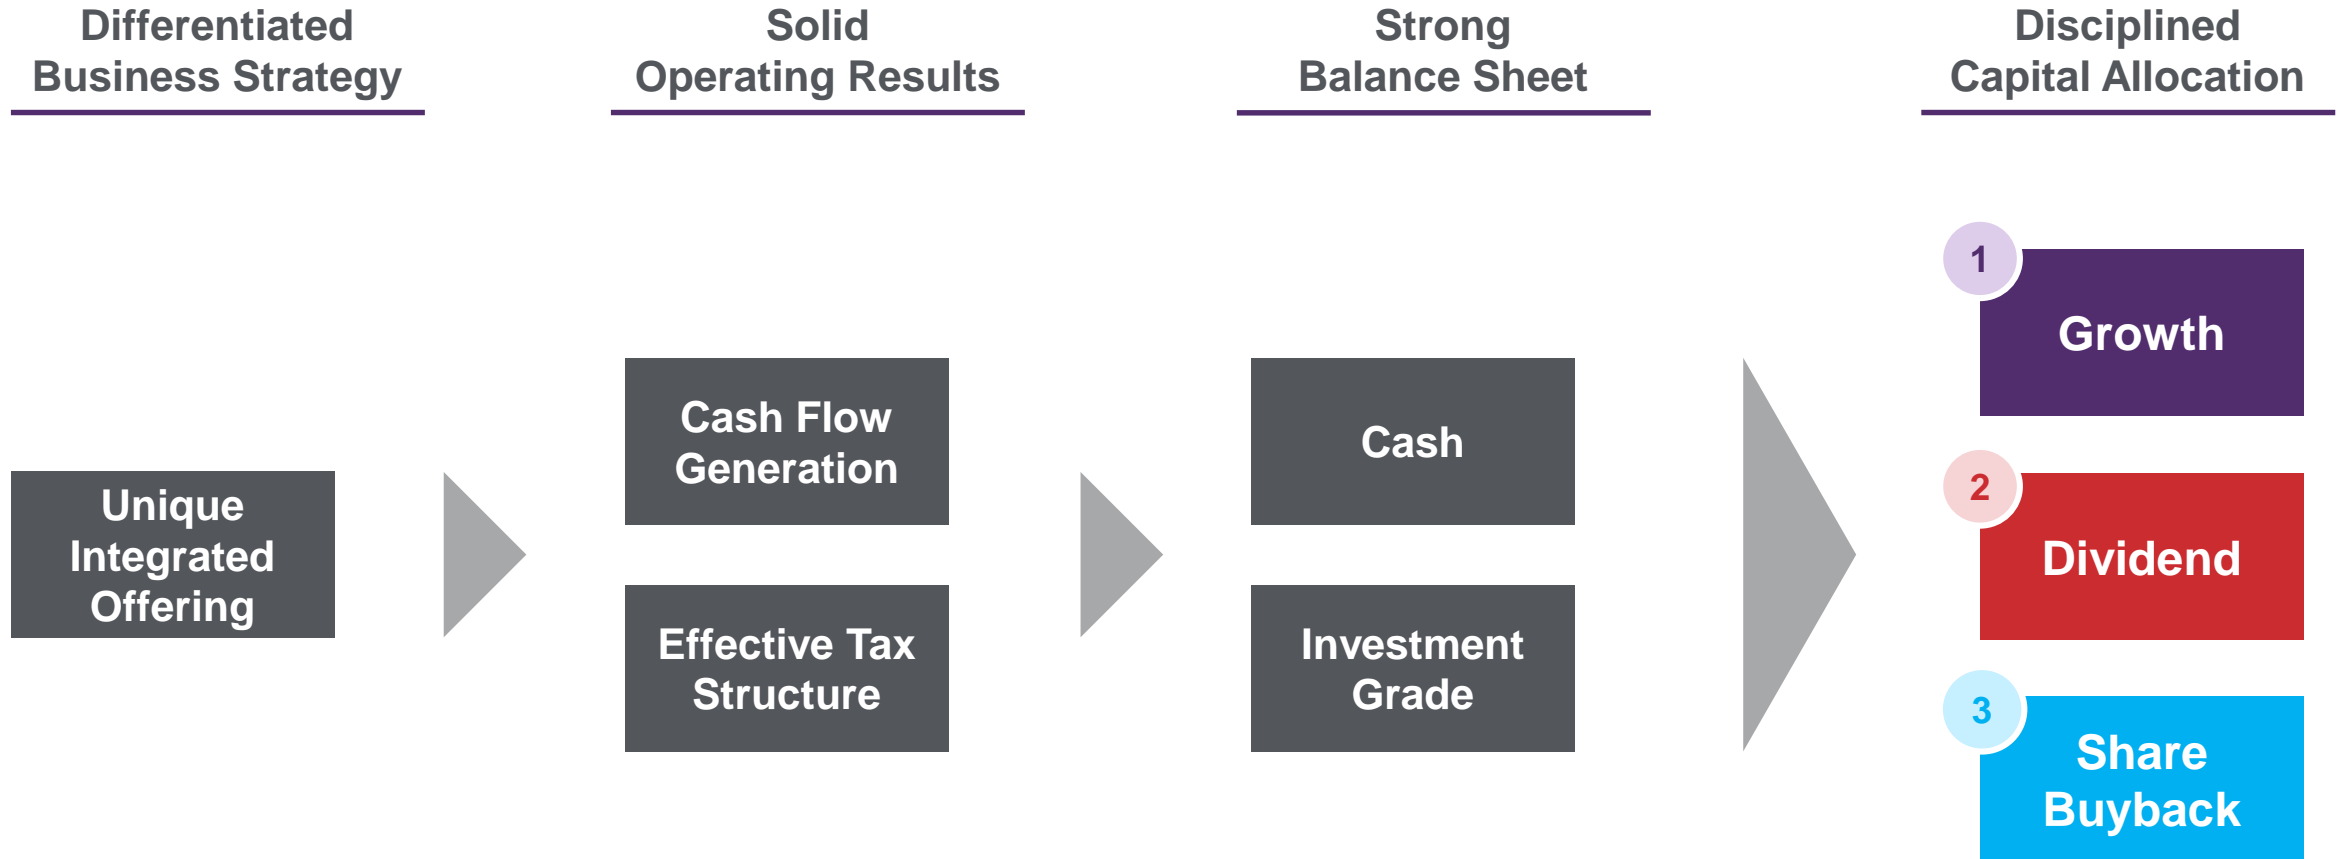 Differentiated
Business Strategy
Solid
Operating Results
Strong
Balance Sheet
Disciplined
Capital Allocation
Unique
Integrated
Offering
Cash Flow
Generation
Effective Tax
Structure
Cash
Investment
Grade
1
Growth
2
Dividend
3
Share
Buyback